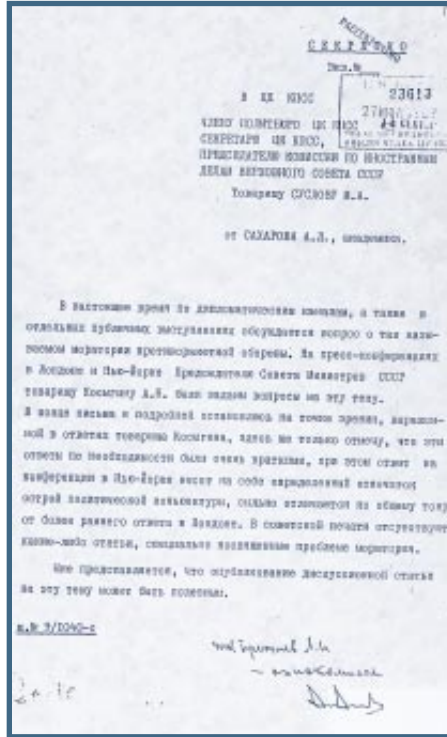 СЕКРЕТНО
Экз.№
23613
В ЦК КПСС
ЧЛЕНУ ПОЛИТБЮРО ЦК КПСС
СЕКРЕТАРЮ ЦК КПСС,
ПРЕДСЕДАТЕЛЮ КОМИССИИ ПО ИНОСТРАННЫМ
ДЕЛАМ ВЕРХОВНОГО СОВЕТА СССР
Товарищу СУСЛОВУ М.А.
от САХАРОВА А.Д., академика.
В настоящее время по дипломатическим каналам, а также в
отдельных публичных выступлениях обсуждается вопрос о так назы-
ваемом моратории противоракетной обороны. На пресс-конференциях
в Лондоне и Нью-Йорке Председателю Совета Министров СССР
товарищу Косыгину А.Н. были заданы вопросы на эту тему.
В конце письма я подробней остановлюсь на точке зрения, выражен-
ной в ответах товарища Косыгина, здесь же только отмечу, что эти
ответы по необходимости были очень краткими, при этом ответ на
конференции в Нью-Йорке носит на себе определенный отпечаток
острой политической конъюнктуры, сильно отличается по общему тону
от более раннего ответа в Лондоне. В советской печати отсутствуют
какие-либо статьи, специально посвященные проблеме моратория.
Мне представляется, что опубликование дискуссионной статьи
на эту тему может быть полезным.